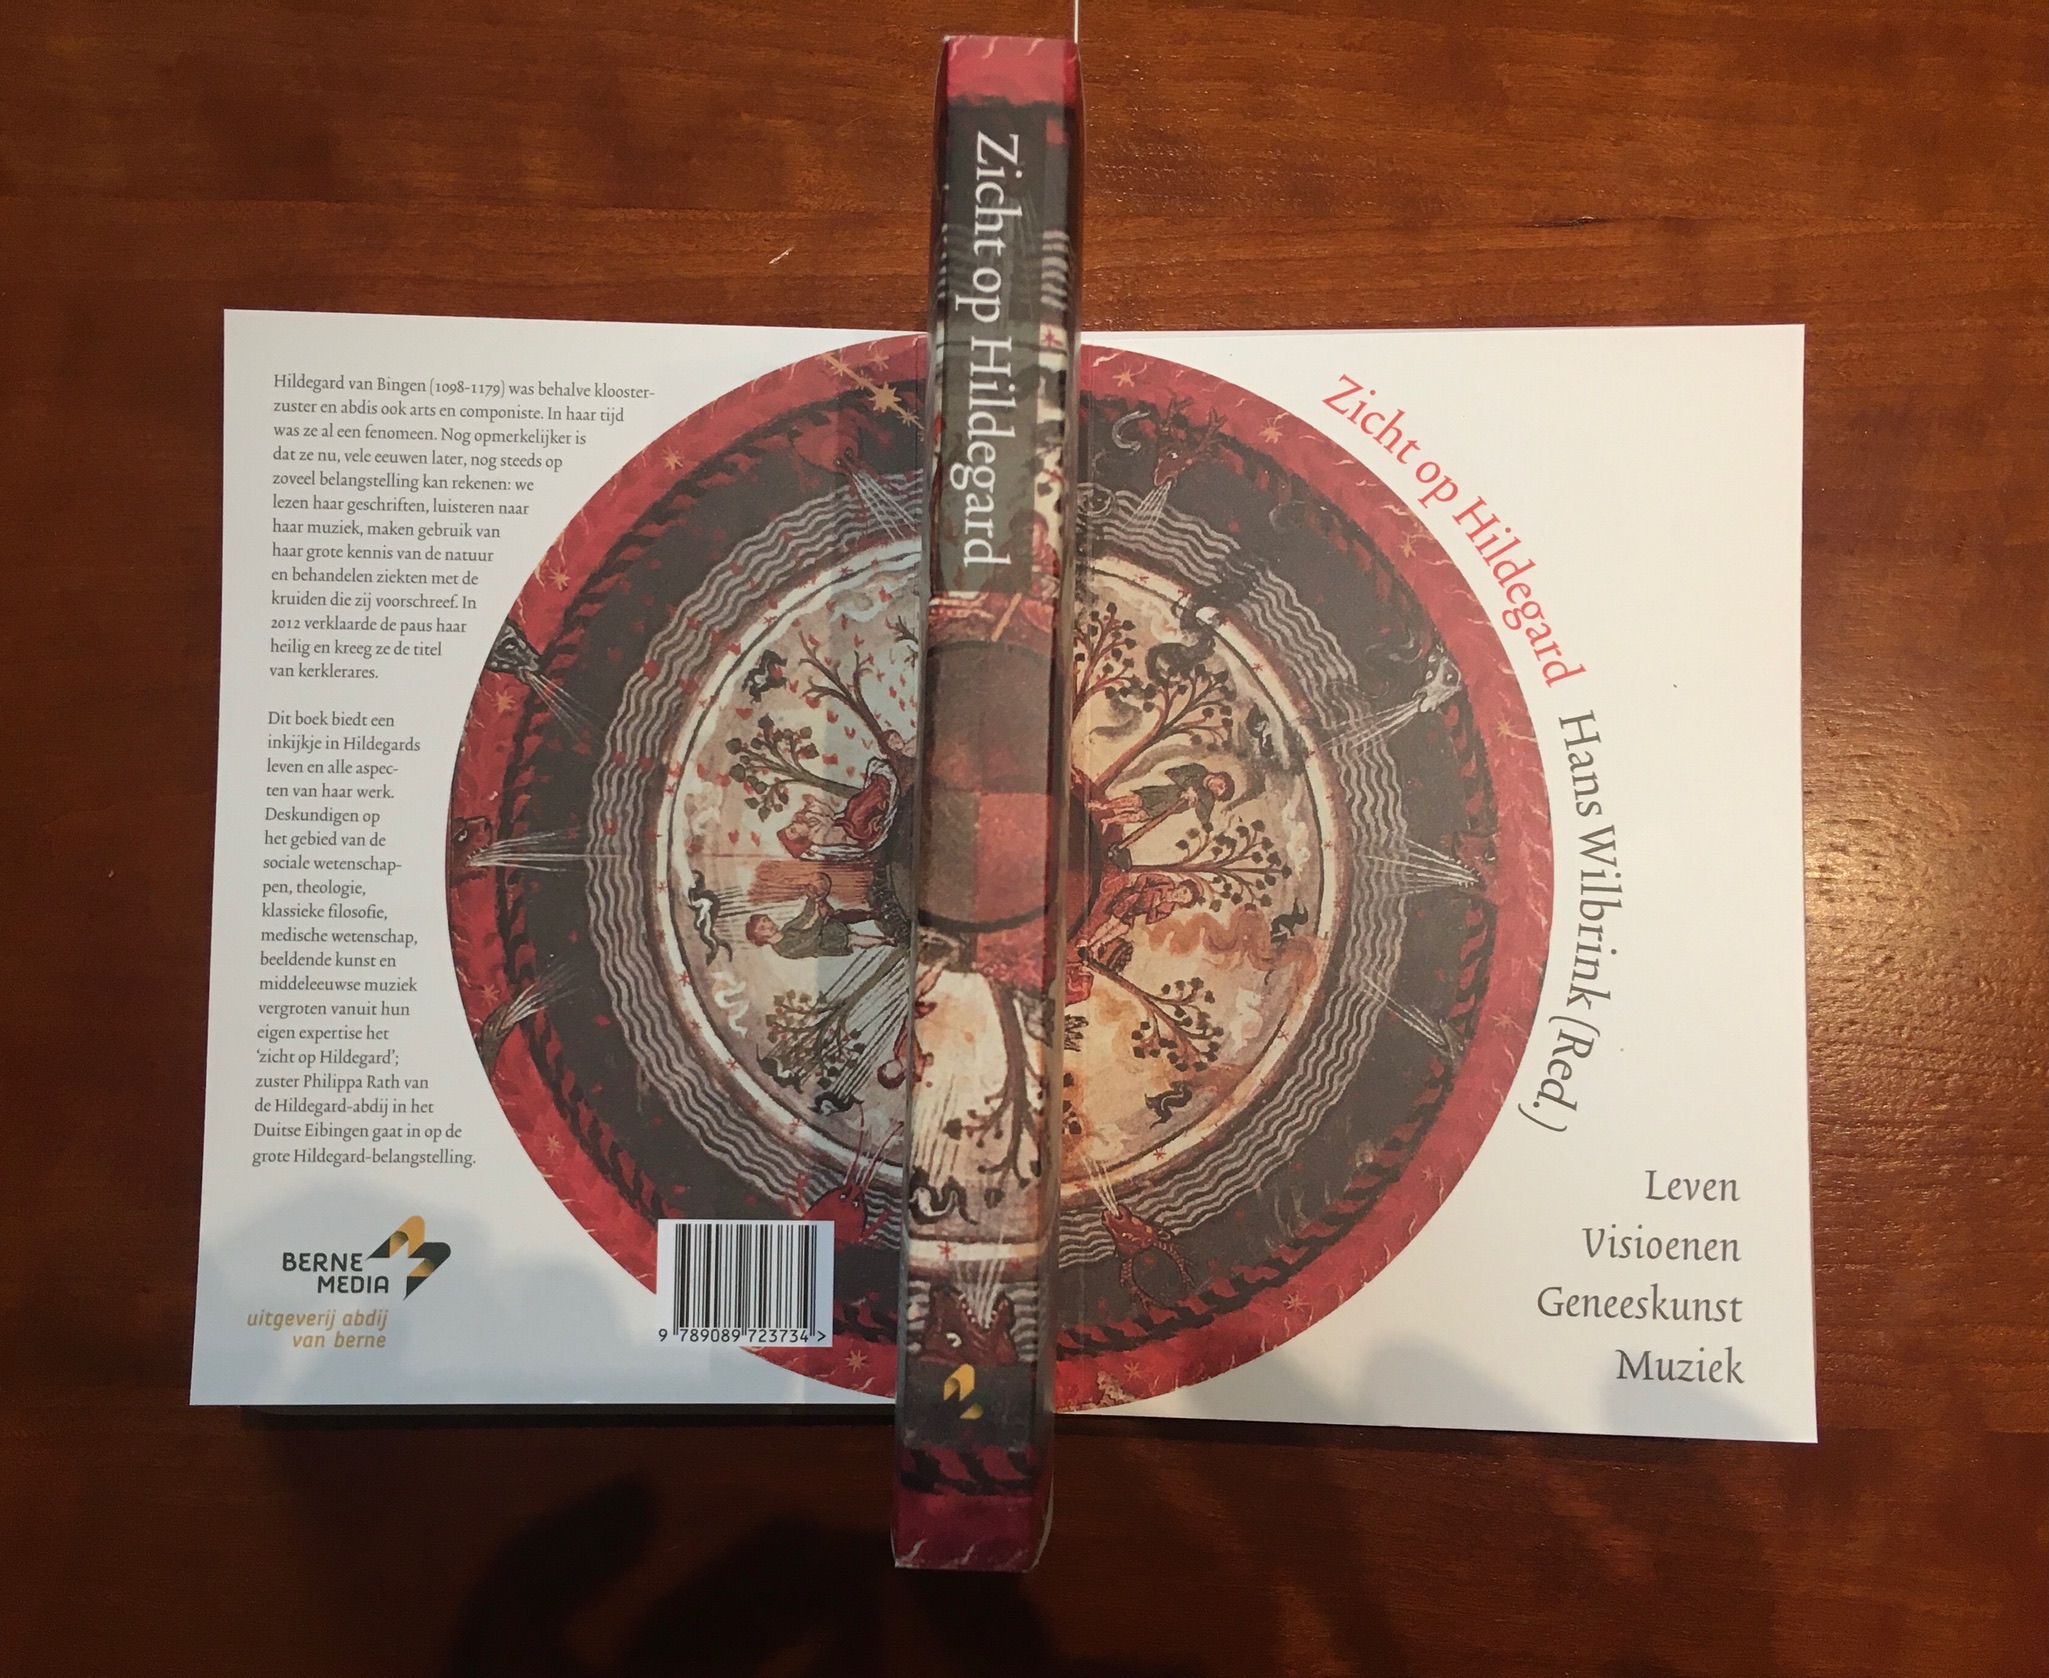 Hildegard van Bingen (1098-1179) was behalve klooster-
zuster en abdis ook arts en componiste. In haar tijd
was ze al een fenomeen. Nog opmerkelijker is
dat ze nu, vele eeuwen later, nog steeds op
zoveel belangstelling kan rekenen: we
lezen haar geschriften, luisteren naar
haar muziek, maken gebruik van
haar grote kennis van de natuur
en behandelen ziekten met de
kruiden die zij voorschreef. In
2012 verklaarde de paus haar
heilig en kreeg ze de titel
van kerklerares.
Dit boek biedt een
inkijkje in Hildegards
leven en alle aspec-
ten van haar werk.
Deskundigen op
het gebied van de
sociale wetenschap-
pen, theologie,
klassieke filosofie,
medische wetenschap,
beeldende kunst en
middeleeuwse muziek
vergroten vanuit hun
eigen expertise het
‘zicht op Hildegard’;
zuster Philippa Rath van
de Hildegard-abdij in het
Duitse Eibingen gaat in op de
grote Hildegard-belangstelling.
BERNE
MEDIA
uitgeverij abdij
van berne
9 789089 723734 >
Zicht op Hildegard
Zicht op Hildegard Hans Wilbrink (Red.)
Leven
Visioenen
Geneeskunst
Muziek